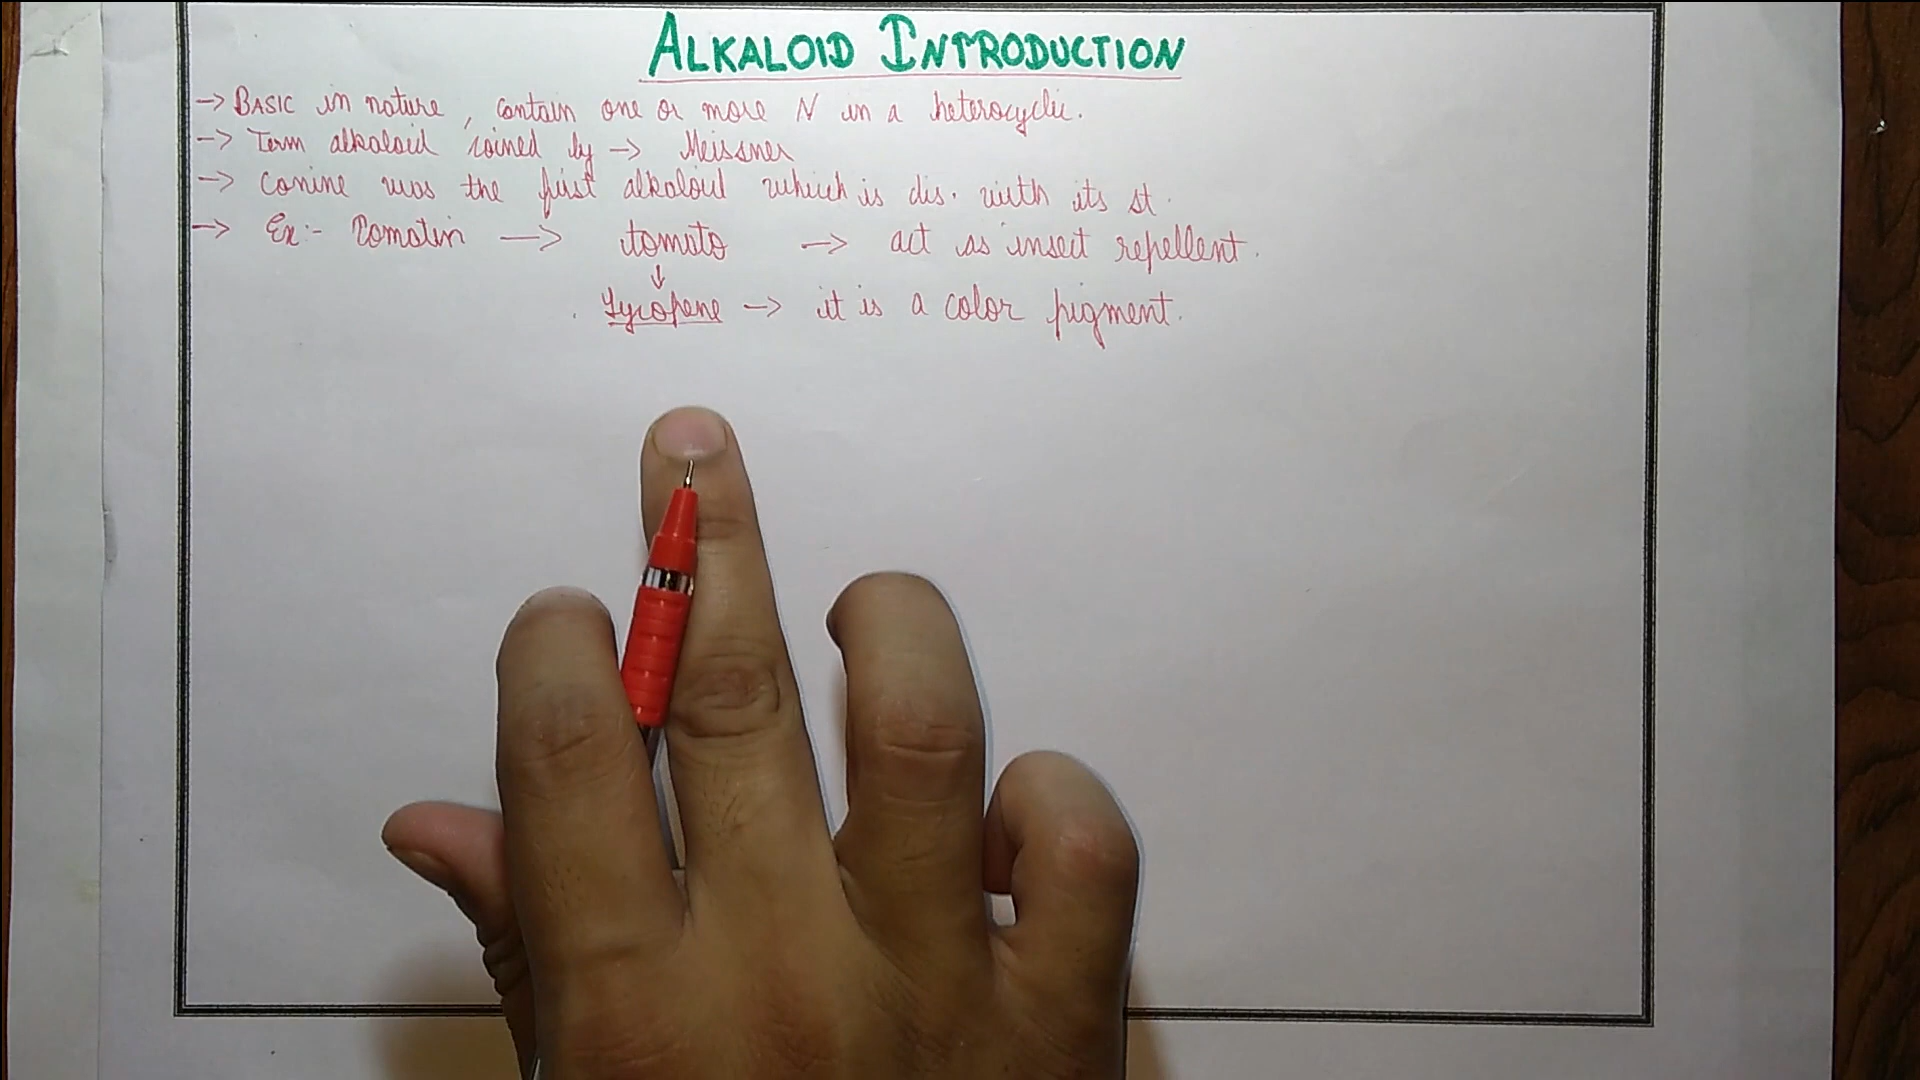 ALKALOID INTRODUCTION
→ BASIC in nature, contain one or more N in a heterocyclic.
→ Term alkaloid coined by → Meissner
→ Conine was the first alkaloid which is dis. with its st.
→ Ex:- Tomatin → tomato → act as insect repellent.
↓
Lycopene → it is a color pigment.